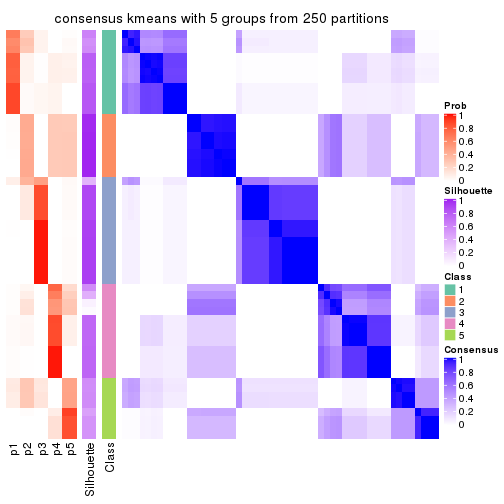 consensus kmeans with 5 groups from 250 partitions
Prob
1
0.8
0.6
0.4
0.2
0
Silhouette
1
0.8
0.6
0.4
0.2
0
Class
1
2
3
4
5
Consensus
1
0.8
0.6
0.4
0.2
0
p1
p2
p3
p4
p5
Silhouette
Class